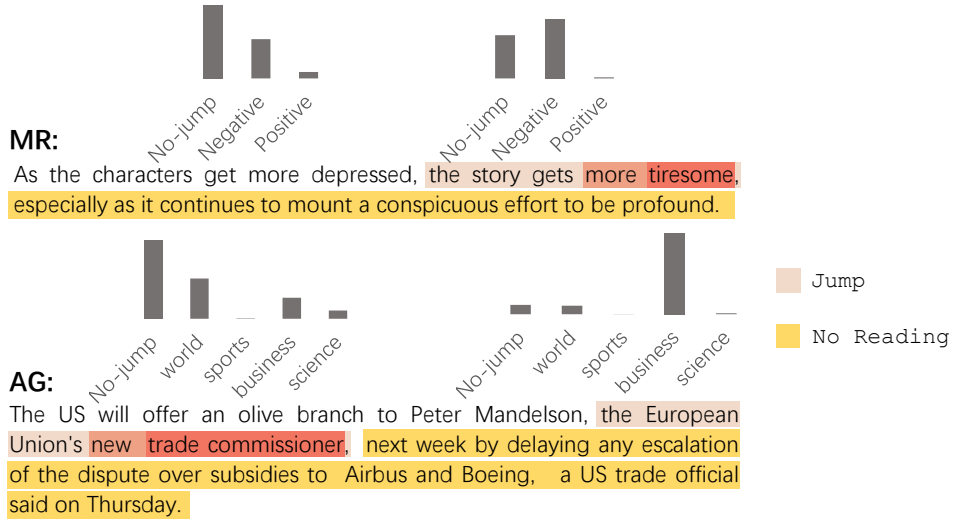 No-jump Negative Positive No-jump Negative Positive
MR:
As the characters get more depressed, the story gets more tiresome,
especially as it continues to mount a conspicuous effort to be profound.
No-jump world sports business science No-jump world sports business science
Jump
No Reading
AG:
The US will offer an olive branch to Peter Mandelson, the European
Union's new trade commissioner, next week by delaying any escalation
of the dispute over subsidies to Airbus and Boeing, a US trade official
said on Thursday.